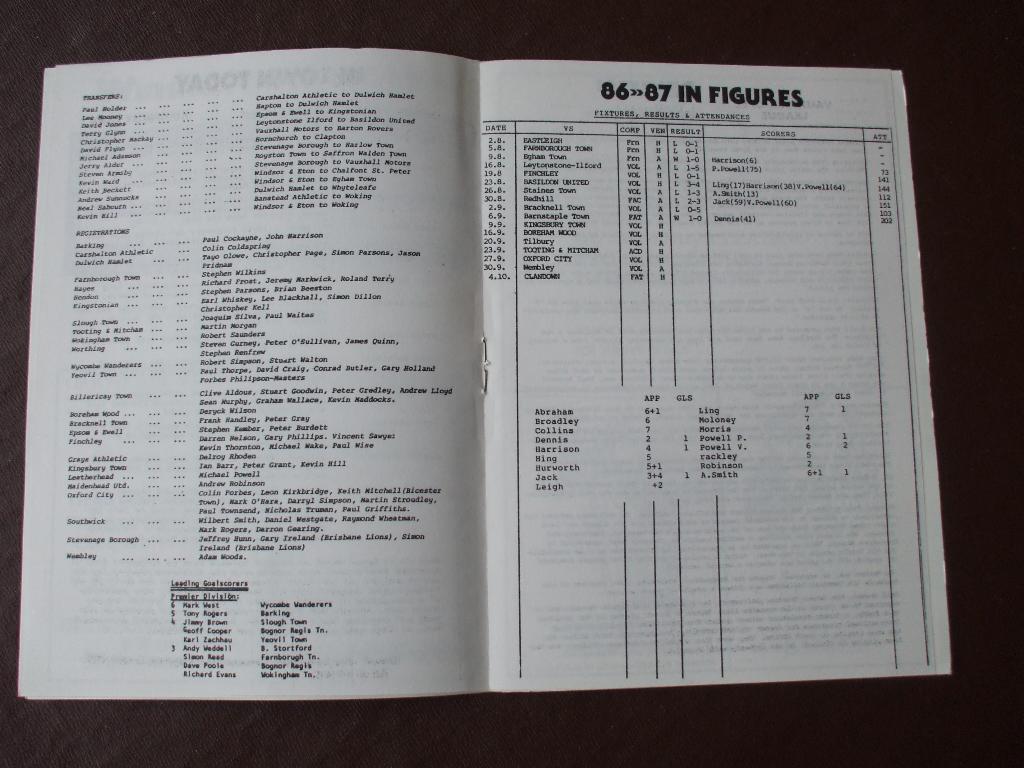 TRANSFERS:
Paul Holder ... ... ... ... ... Carshalton Athletic to Dulwich Hamlet
Lee Mooney ... ... ... ... ... Hapton to Dulwich Hamlet
David Jones ... ... ... ... ... Epsom & Ewell to Kingstonian
Terry Glynn ... ... ... ... ... Leytonstone Ilford to Basildon United
Christopher Mackay ... ... ... ... Vauxhall Motors to Barton Rovers
David Flynn ... ... ... ... ... Hornchurch to Clapton
Michael Adamson ... ... ... ... Stevenage Borough to Harlow Town
Jerry Alder ... ... ... ... ... Royston Town to Saffron Walden Town
Steven Armsby ... ... ... ... Stevenage Borough to Vauxhall Motors
Kevin Ward ... ... ... ... ... Windsor & Eton to Chalfont St. Peter
Keith Beckett ... ... ... ... Windsor & Eton to Egham Town
Andrew Sunnucks ... ... ... ... Dulwich Hamlet to Whyteleafe
Neal Sabouth ... ... ... ... Banstead Athletic to Woking
Kevin Hill ... ... ... ... ... Windsor & Eton to Woking
REGISTRATIONS
Barking ... ... ... Paul Cockayne, John Harrison
Carshalton Athletic ... Colin Coldspring
Dulwich Hamlet ... ... Tayo Olowe, Christopher Page, Simon Parsons, Jason
Pridnam
Farnborough Town ... ... Stephen Wilkins
Hayes ... ... Richard Frost, Jeremy Markwick, Roland Terry
Hendon ... ... Stephen Parsons, Brian Beeston
Kingstonian ... ... Earl Whiskey, Lee Blackhall, Simon Dillon
Christopher Kell
Slough Town ... ... ... Joaquim Silva, Paul Waites
Tooting & Mitcham ... ... Martin Morgan
Wokingham Town ... ... Robert Saunders
Worthing ... ... Steven Gurney, Peter O'Sullivan, James Quinn,
Stephen Renfrew
Wycombe Wanderers ... ... Robert Simpson, Stuart Walton
Yeovil Town ... ... ... Paul Thorpe, David Craig, Conrad Butler, Gary Holland
Forbes Philipson-Masters
Billericay Town ... ... Clive Aldous, Stuart Goodwin, Peter Gredley, Andrew Lloyd
Sean Murphy, Graham Wallace, Kevin Maddocks.
Boreham Wood ... ... ... Deryck Wilson
Bracknell Town ... ... Frank Handley, Peter Gray
Epsom & Ewell ... ... Stephen Kember, Peter Burdett
Finchley ... ... Darren Nelson, Gary Phillips. Vincent Sawyer
Kevin Thornton, Michael Wake, Paul Wise
Grays Athletic ... ... Delroy Rhoden
Kingsbury Town ... ... Ian Barr, Peter Grant, Kevin Hill
Leatherhead ... ... ... Michael Powell
Maidenhead Utd. ... ... Andrew Robinson
Oxford City ... ... ... Colin Forbes, Leon Kirkbridge, Keith Mitchell(Bicester
Town), Mark O'Hara, Darryl Simpson, Martin Stroudley,
Paul Townsend, Nicholas Truman, Paul Griffiths.
Southwick ... ... ... Wilbert Smith, Daniel Westgate, Raymond Wheatman,
Mark Rogers, Darron Gearing.
Stevenage Borough ... ... Jeffrey Hunn, Gary Ireland (Brisbane Lions), Simon
Ireland (Brisbane Lions)
Wembley ... ... ... Adam Woods.
Leading Goalscorers
Premier Division:
6 Mark West Wycombe Wanderers
5 Tony Rogers Barking
4 Jimmy Brown Slough Town
Geoff Cooper Bognor Regis Tn.
Karl Zachhau Yeovil Town
3 Andy Weddell B. Stortford
Simon Read Farnborugh Tn.
Dave Poole Bognor Regis
Richard Evans Wokingham Tn.
86»87 IN FIGURES
FIXTURES, RESULTS & ATTENDANCES
DATE VS COMP VEN RESULT SCORERS ATT
2.8. EASTLEIGH Frn H L 0-1 -
5.8. FARNBOROUGH TOWN Frn H L 0-1 -
9.8. Egham Town Frn A W 1-0 Harrison(6) -
16.8. Leytonstone-Ilford VOL A L 1-5 P.Powell(75) 73
19.8 FINCHLEY VOL H L 0-1 141
23.8. BASILDON UNITED VOL H L 3-4 Ling(17)Harrison(38)V.Powell(64) 144
26.8. Staines Town VOL A L 1-3 A.Smith(13) 112
30.8. Redhill FAC A L 2-3 Jack(59)V.Powell(60) 151
2.9. Bracknell Town VOL A L 0-5 103
6.9. Barnstaple Town FAT A W 1-0 Dennis(41) 202
9.9. KINGSBURY TOWN VOL H
16.9. BOREHAM WOOD VOL H
20.9. Tilbury VOL A
23.9. TOOTING & MITCHAM ACD H
27.9. OXFORD CITY VOL H
30.9. Wembley VOL A
4.10. CLANDOWN FAT H
APP GLS APP GLS
Abraham 6+1 Ling 7 1
Broadley 6 Moloney 7
Collins 7 Morris 4
Dennis 2 1 Powell P. 2 1
Harrison 4 1 Powell V. 6 2
Hing 5 rackley 5
Hurworth 5+1 Robinson 2
Jack 3+4 1 A.Smith 6+1 1
Leigh +2